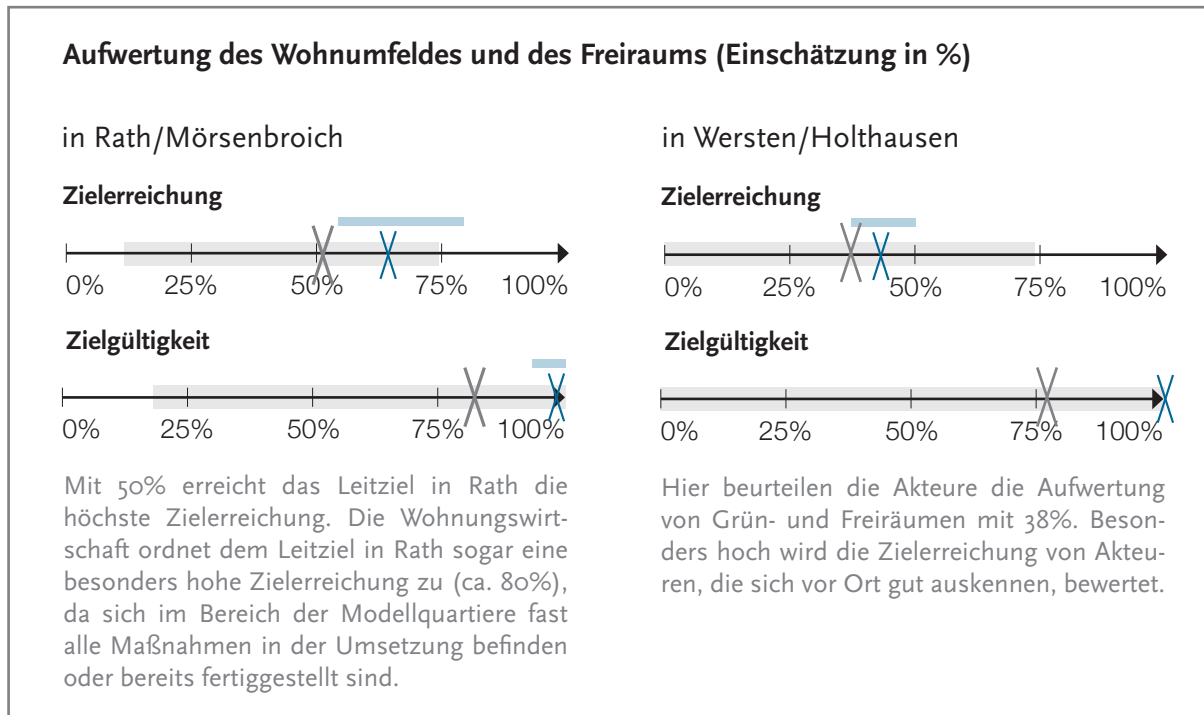 Aufwertung des Wohnumfeldes und des Freiraums (Einschätzung in %)
in Rath/Mörsenbroich
Zielerreichung
0% 25% 50% 75% 100%
Zielgültigkeit
0% 25% 50% 75% 100%
Mit 50% erreicht das Leitziel in Rath die
höchste Zielerreichung. Die Wohnungswirt-
schaft ordnet dem Leitziel in Rath sogar eine
besonders hohe Zielerreichung zu (ca. 80%),
da sich im Bereich der Modellquartiere fast
alle Maßnahmen in der Umsetzung befinden
oder bereits fertiggestellt sind.
in Wersten/Holthausen
Zielerreichung
0% 25% 50% 75% 100%
Zielgültigkeit
0% 25% 50% 75% 100%
Hier beurteilen die Akteure die Aufwertung
von Grün- und Freiräumen mit 38%. Beson-
ders hoch wird die Zielerreichung von Akteu-
ren, die sich vor Ort gut auskennen, bewertet.